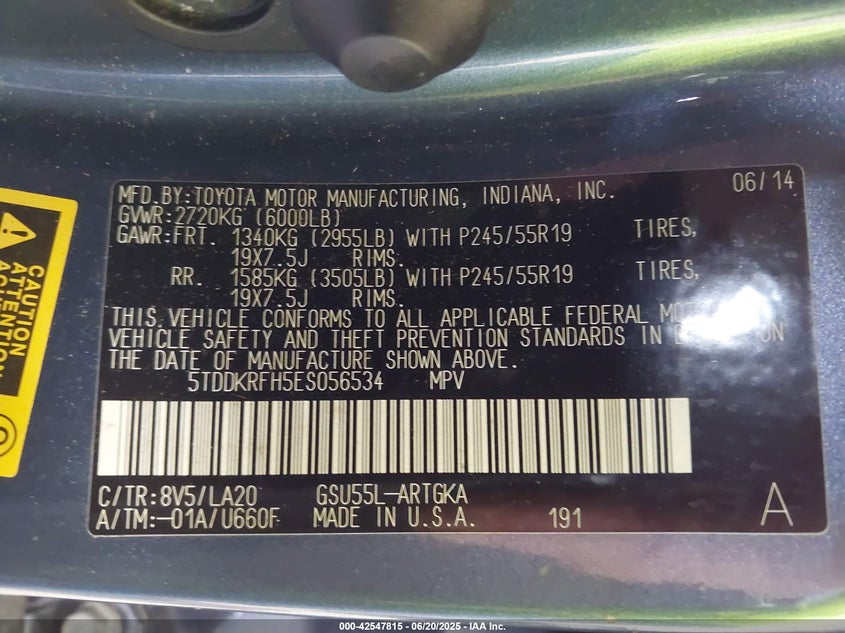 MFD.BY:TOYOTA MOTOR MANUFACTURING, INDIANA, INC. 06/14
GVWR:2720KG (6000LB)
GAWR:FRT. 1340KG (2955LB) WITH P245/55R19 TIRES,
19X7.5J RIMS.
RR. 1585KG (3505LB) WITH P245/55R19 TIRES,
19X7.5J RIMS.
THIS VEHICLE CONFORMS TO ALL APPLICABLE FEDERAL
VEHICLE SAFETY AND THEFT PREVENTION STANDARDS IN
THE DATE OF MANUFACTURE SHOWN ABOVE.
5TDDKRFH5ES056534 MPV
C/TR:8V5/LA20 GSU55L-ARTGKA
A/TM:-01A/U660F MADE IN U.S.A. 191 A
CAUTION
ATTENTION
000-42547815 - 06/20/2025 - IAA Inc.